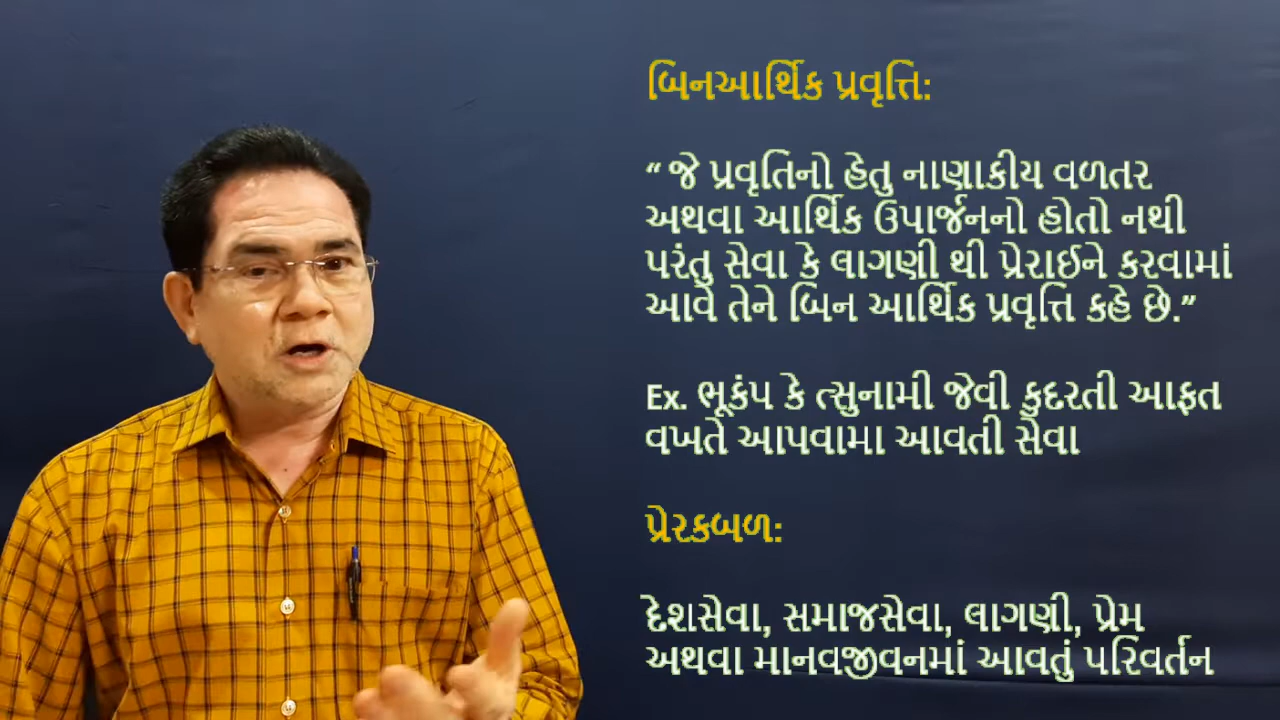 બિનઆર્થિક પ્રવૃત્તિ:
“ જે પ્રવૃતિનો હેતુ નાણાકીય વળતર
અથવા આર્થિક ઉપાર્જનનો હોતો નથી
પરંતુ સેવા કે લાગણી થી પ્રેરાઈને કરવામાં
આવે તેને બિન આર્થિક પ્રવૃત્તિ કહે છે.”
Ex. ભૂકંપ કે ત્સુનામી જેવી કુદરતી આફત
વખતે આપવામા આવતી સેવા
પ્રેરકબળ:
દેશસેવા, સમાજસેવા, લાગણી, પ્રેમ
અથવા માનવજીવનમાં આવતું પરિવર્તન